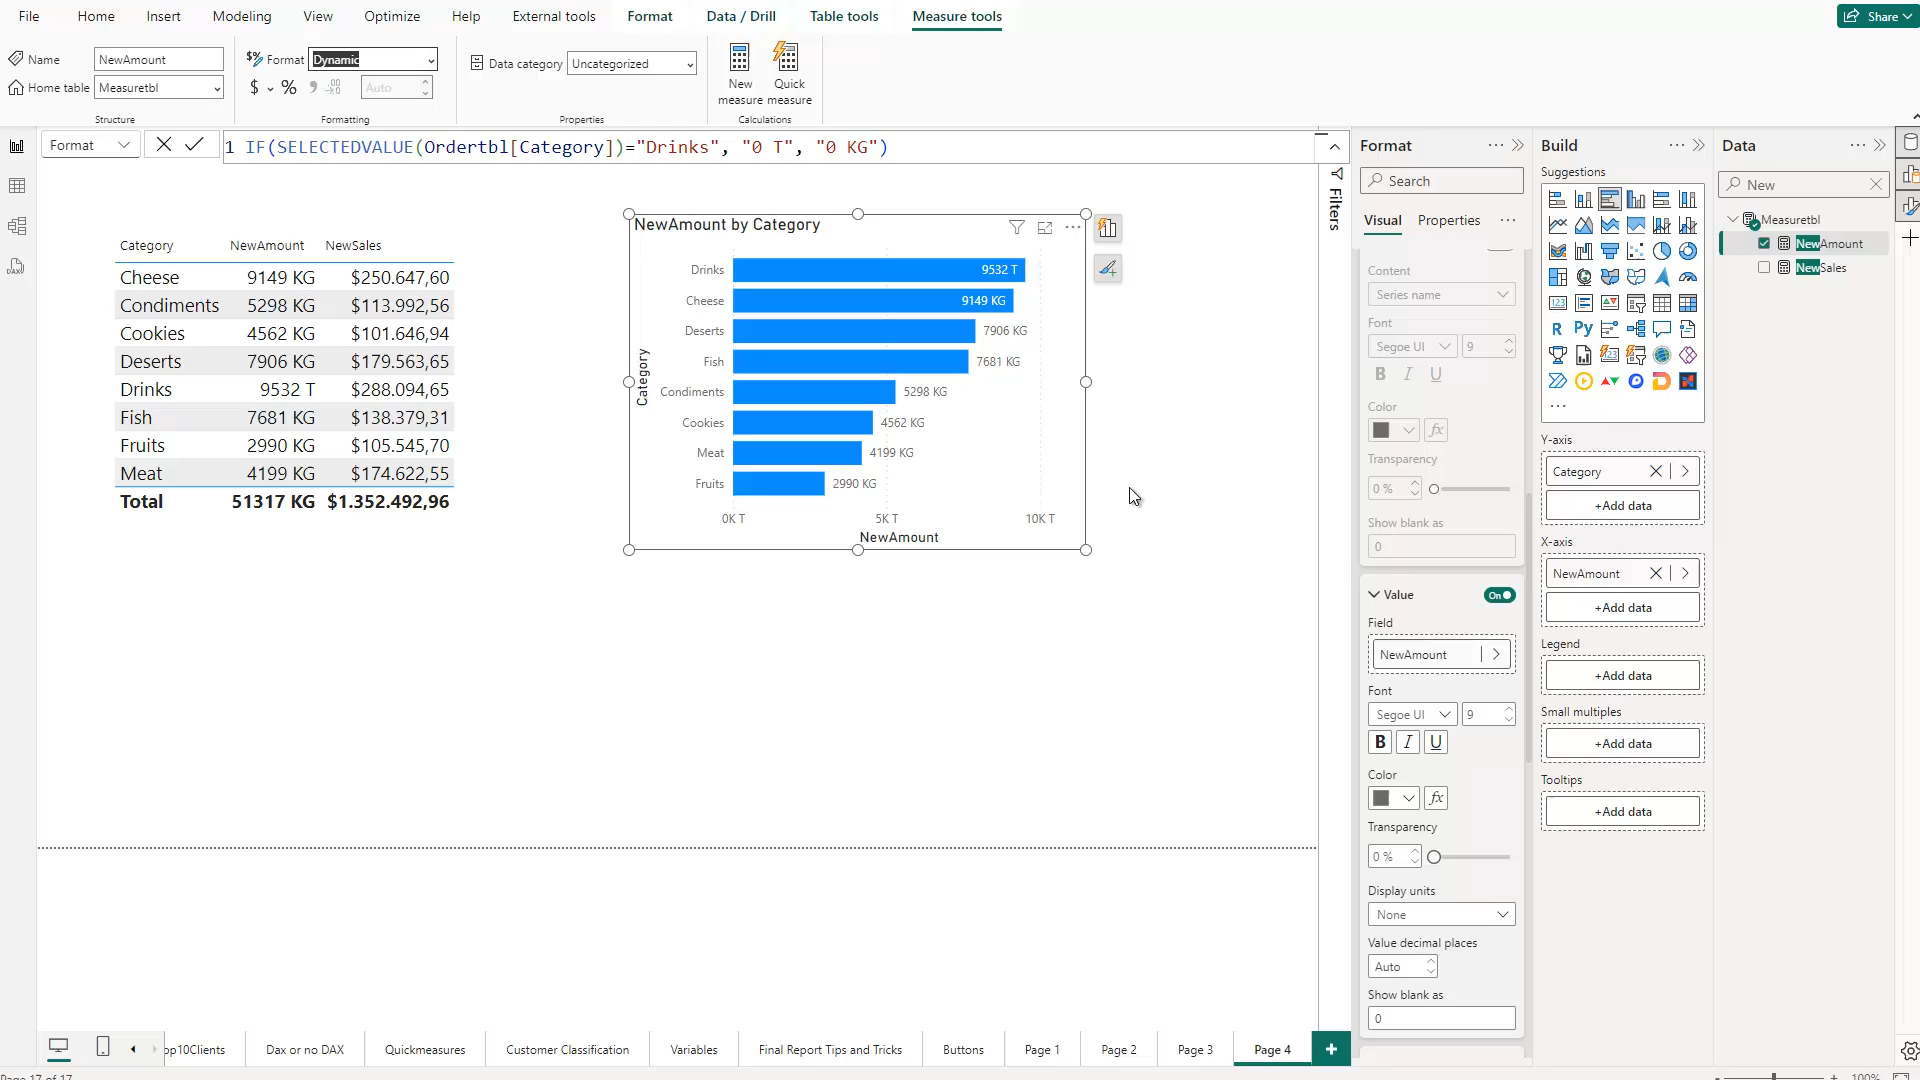 File Home Insert Modeling View Optimize Help External tools Format Data / Drill Table tools Measure tools Share
Name NewAmount Format Dynamic Data category Uncategorized New measure Quick measure
Home table Measuretbl $ % Auto
Structure Formatting Properties Calculations
Format 1 IF(SELECTEDVALUE(Ordertbl[Category])="Drinks", "0 T", "0 KG")
Category NewAmount NewSales
Cheese 9149 KG $250.647,60
Condiments 5298 KG $113.992,56
Cookies 4562 KG $101.646,94
Deserts 7906 KG $179.563,65
Drinks 9532 T $288.094,65
Fish 7681 KG $138.379,31
Fruits 2990 KG $105.545,70
Meat 4199 KG $174.622,55
Total 51317 KG $1.352.492,96
NewAmount by Category
Category
Drinks 9532 T
Cheese 9149 KG
Deserts 7906 KG
Fish 7681 KG
Condiments 5298 KG
Cookies 4562 KG
Meat 4199 KG
Fruits 2990 KG
0K T 5K T 10K T
NewAmount
Filters
Format
Search
Visual Properties
Content
Series name
Font
Segoe UI 9
B I U
Color
fx
Transparency
0 %
Show blank as
0
Value On
Field
NewAmount
Font
Segoe UI 9
B I U
Color
fx
Transparency
0 %
Display units
None
Value decimal places
Auto
Show blank as
0
Build
Suggestions
123
R Py
Y-axis
Category
+Add data
X-axis
NewAmount
+Add data
Legend
+Add data
Small multiples
+Add data
Tooltips
+Add data
Data
New
Measuretbl
NewAmount
NewSales
op10Clients Dax or no DAX Quickmeasures Customer Classification Variables Final Report Tips and Tricks Buttons Page 1 Page 2 Page 3 Page 4
Page 17 of 17 100%